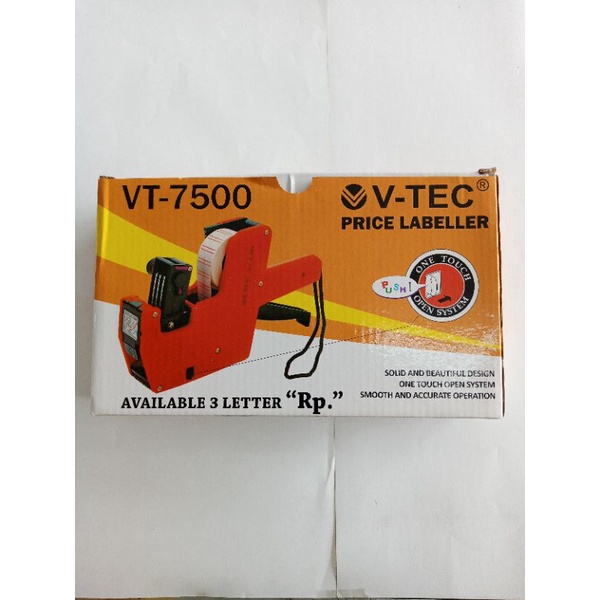 VT-7500
V-TEC®
PRICE LABELLER
ONE TOUCH
OPEN SYSTEM
PUSH!
SOLID AND BEAUTIFUL DESIGN
ONE TOUCH OPEN SYSTEM
SMOOTH AND ACCURATE OPERATION
AVAILABLE 3 LETTER “Rp.”